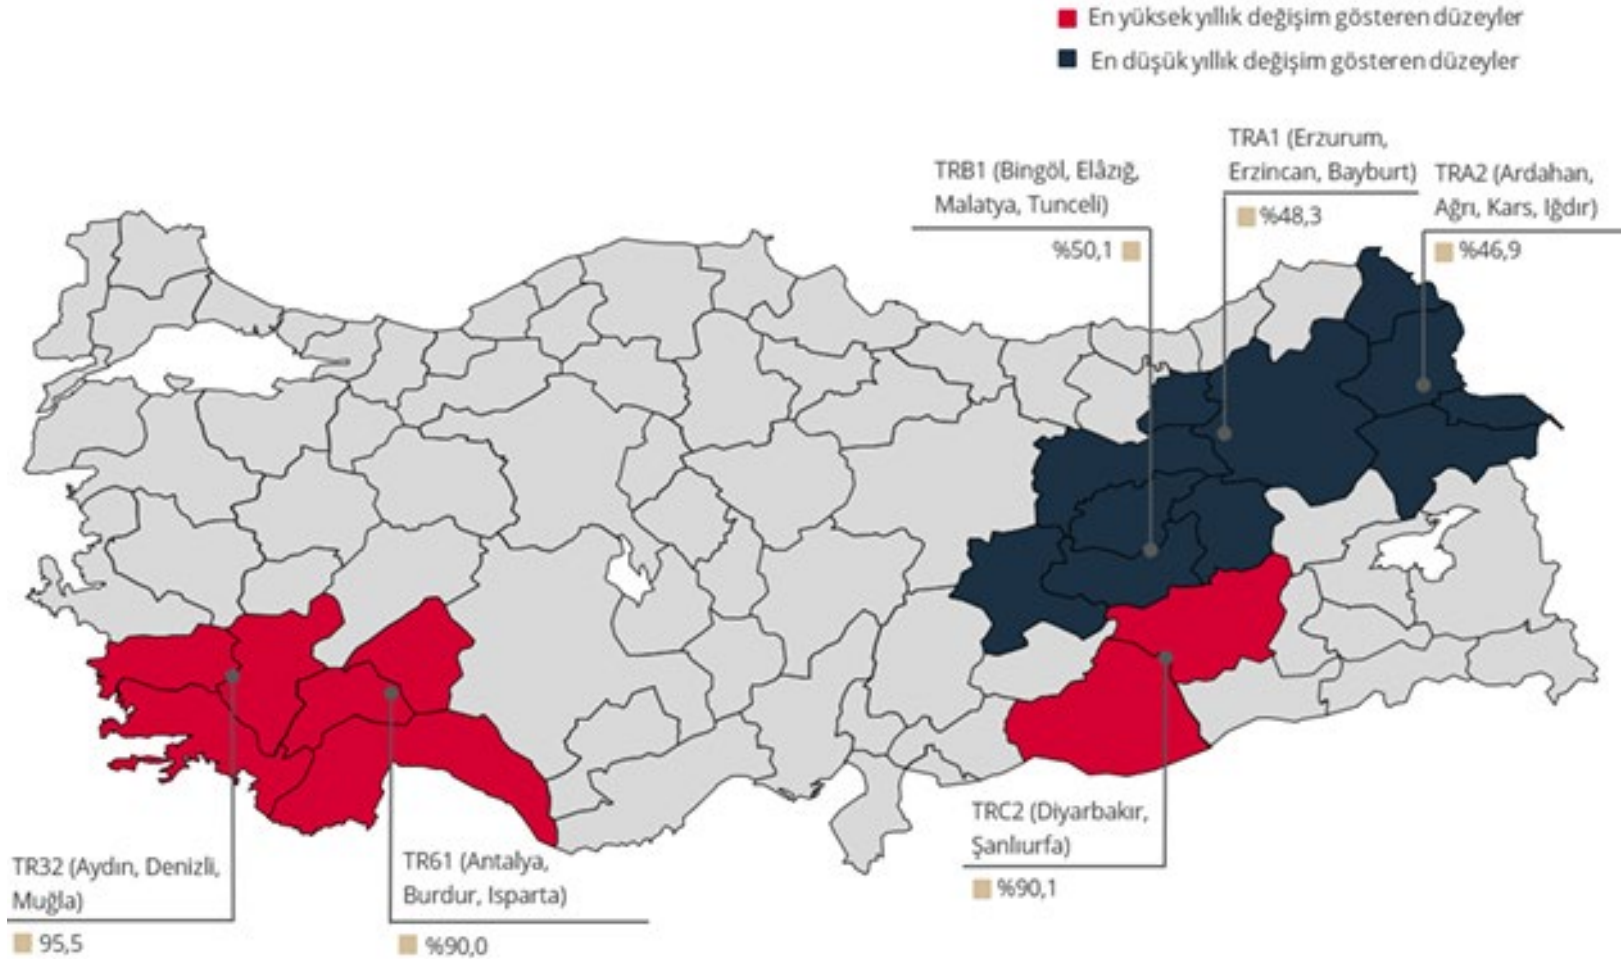 En yüksek yıllık değişim gösteren düzeyler
En düşük yıllık değişim gösteren düzeyler
TRA1 (Erzurum,
Erzincan, Bayburt)
%48,3
TRB1 (Bingöl, Elâzığ,
Malatya, Tunceli)
%50,1
TRA2 (Ardahan,
Ağrı, Kars, Iğdır)
%46,9
TR32 (Aydın, Denizli,
Muğla)
95,5
TR61 (Antalya,
Burdur, Isparta)
%90,0
TRC2 (Diyarbakır,
Şanlıurfa)
%90,1